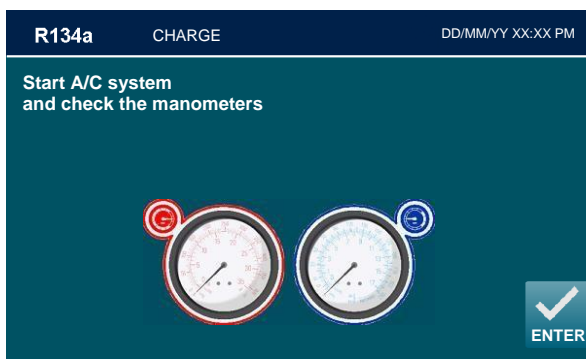 R134a CHARGE DD/MM/YY XX:XX PM
Start A/C system
and check the manometers
ENTER